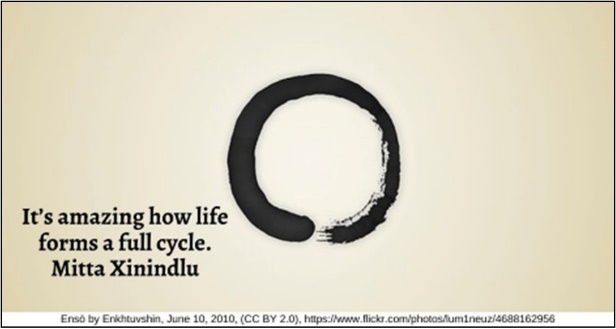 It's amazing how life
forms a full cycle.
Mitta Xinindlu
Ensō by Enkhtuvshin, June 10, 2010, (CC BY 2.0), https://www.flickr.com/photos/lum1neuz/4688162956